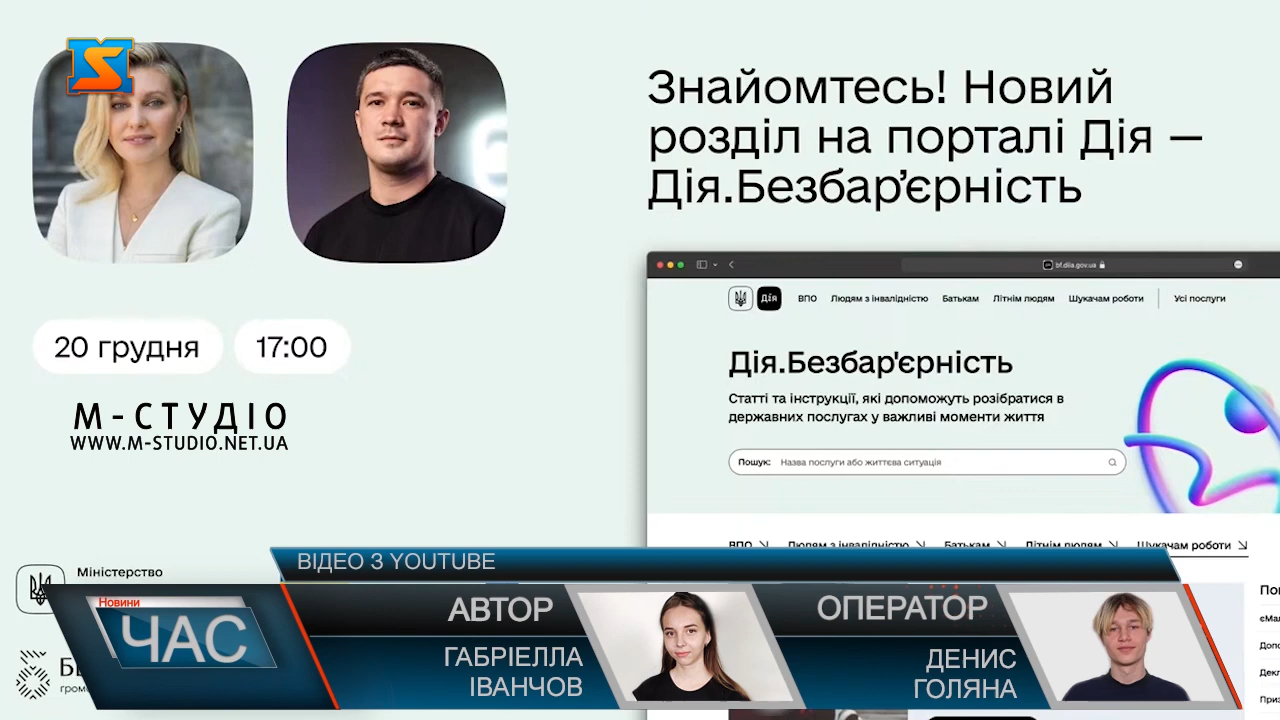 Знайомтесь! Новий
розділ на порталі Дія —
Дія.Безбар’єрність
20 грудня
17:00
М-СТУДІО
WWW.M-STUDIO.NET.UA
bf.diia.gov.ua
Дія
ВПО
Людям з інвалідністю
Батькам
Літнім людям
Шукачам роботи
Усі послуги
Дія.Безбар'єрність
Статті та інструкції, які допоможуть розібратися в
державних послугах у важливі моменти життя
Пошук: Назва послуги або життєва ситуація
ВПО
Людям з інвалідністю
Батькам
Літнім людям
Шукачам роботи
Міністерство
ВІДЕО З YOUTUBE
Новини
ЧАС
АВТОР
ГАБРІЕЛЛА
ІВАНЧОВ
ОПЕРАТОР
ДЕНИС
ГОЛЯНА